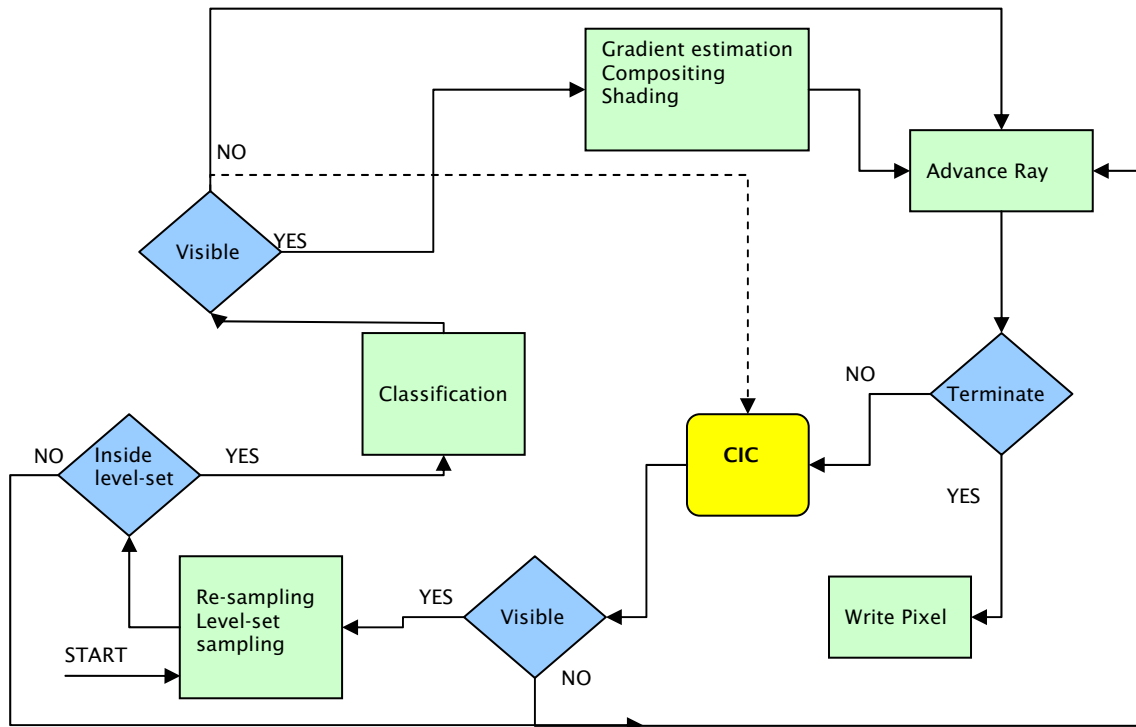 Gradient estimation
Compositing
Shading
NO
Advance Ray
Visible
YES
Classification
NO
Terminate
Inside
level-set
NO
YES
CIC
YES
Re-sampling
Level-set
sampling
YES
Visible
Write Pixel
START
NO